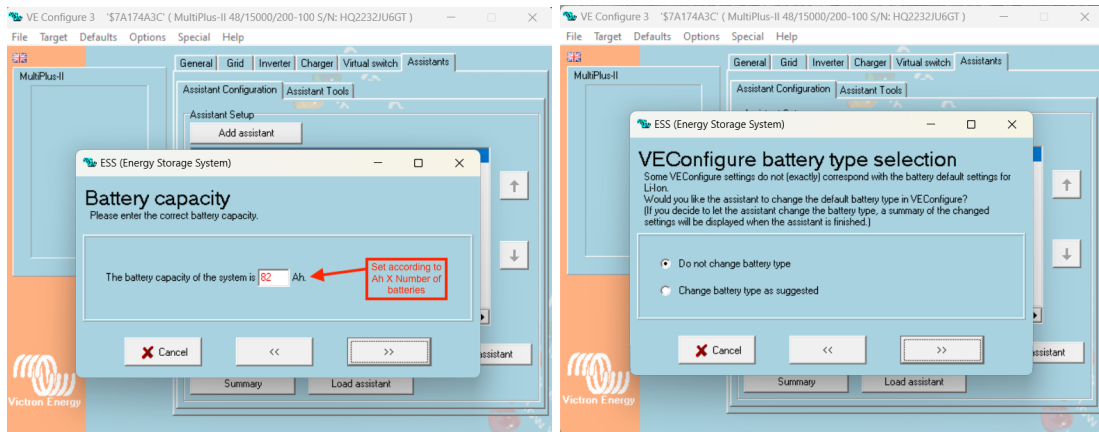 VE Configure 3 '$7A174A3C' ( MultiPlus-II 48/15000/200-100 S/N: HQ2232JU6GT )
File Target Defaults Options Special Help
MultiPlus-II
General Grid Inverter Charger Virtual switch Assistants
Assistant Configuration Assistant Tools
Assistant Setup
Add assistant
ESS (Energy Storage System)
Battery capacity
Please enter the correct battery capacity.
The battery capacity of the system is 82 Ah.
Set according to
Ah X Number of
batteries
Cancel << >>
ssistant
Summary Load assistant
Victron Energy
VE Configure 3 '$7A174A3C' ( MultiPlus-II 48/15000/200-100 S/N: HQ2232JU6GT )
File Target Defaults Options Special Help
MultiPlus-II
General Grid Inverter Charger Virtual switch Assistants
Assistant Configuration Assistant Tools
ESS (Energy Storage System)
VEConfigure battery type selection
Some VEConfigure settings do not (exactly) correspond with the battery default settings for
Li-Ion.
Would you like the assistant to change the default battery type in VEConfigure?
(If you decide to let the assistant change the battery type, a summary of the changed
settings will be displayed when the assistant is finished.)
Do not change battery type
Change battery type as suggested
Cancel << >>
ssistant
Summary Load assistant
Victron Energy